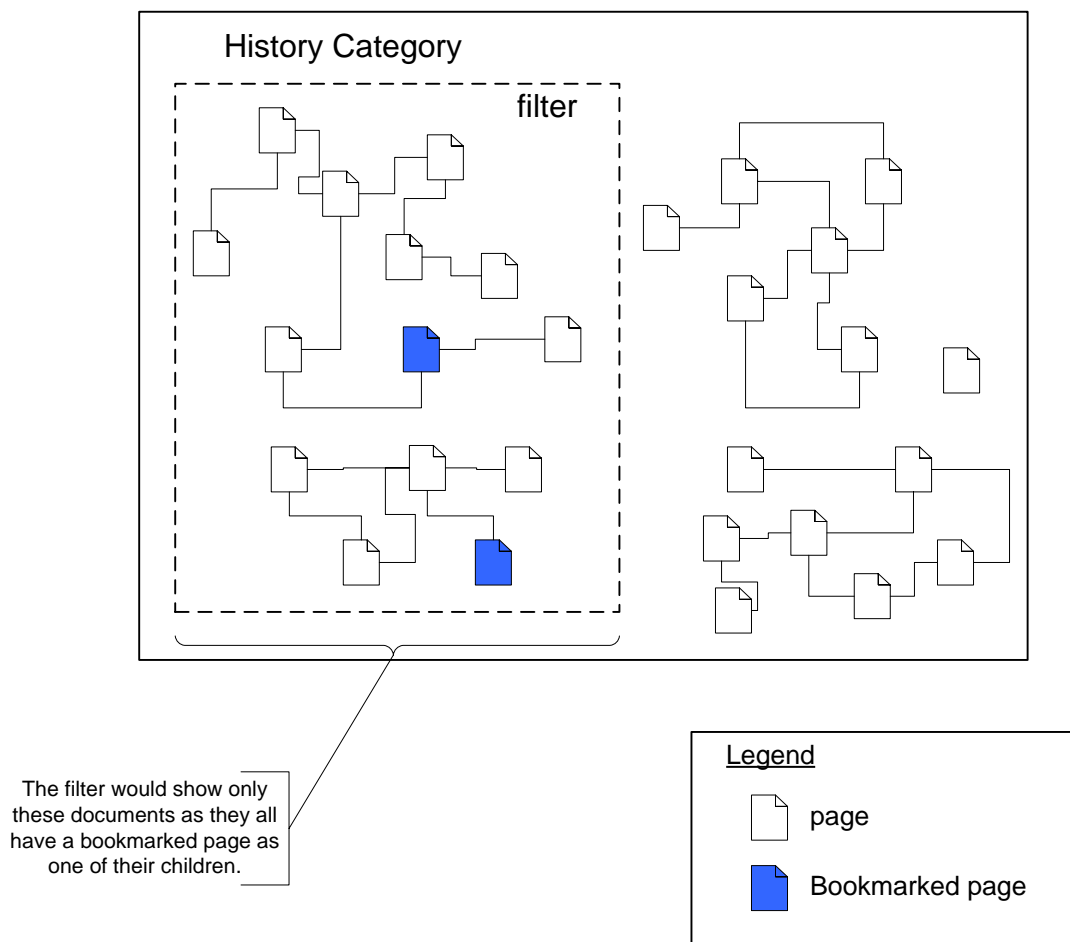 History Category
filter
The filter would show only
these documents as they all
have a bookmarked page as
one of their children.
Legend
page
Bookmarked page